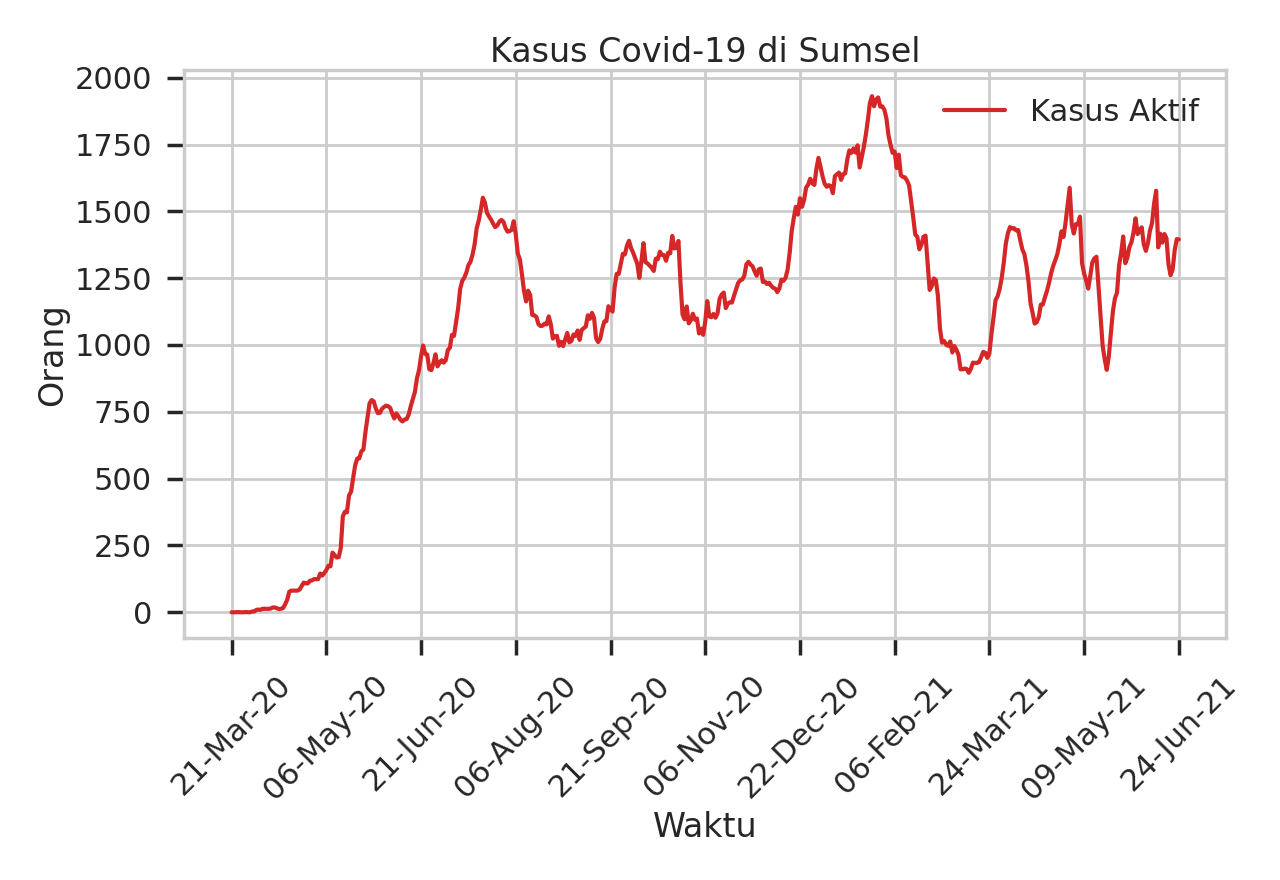 Kasus Covid-19 di Sumsel
Kasus Aktif
Orang
2000
1750
1500
1250
1000
750
500
250
0
21-Mar-20
06-May-20
21-Jun-20
06-Aug-20
21-Sep-20
06-Nov-20
22-Dec-20
06-Feb-21
24-Mar-21
09-May-21
24-Jun-21
Waktu